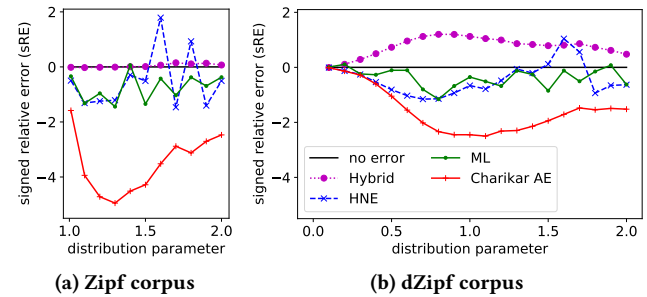 signed relative error (sRE)
2
0
−2
−4
1.0
1.5
2.0
distribution parameter
(a) Zipf corpus
signed relative error (sRE)
2
0
−2
−4
no error
Hybrid
HNE
ML
Charikar AE
0.0
0.5
1.0
1.5
2.0
distribution parameter
(b) dZipf corpus